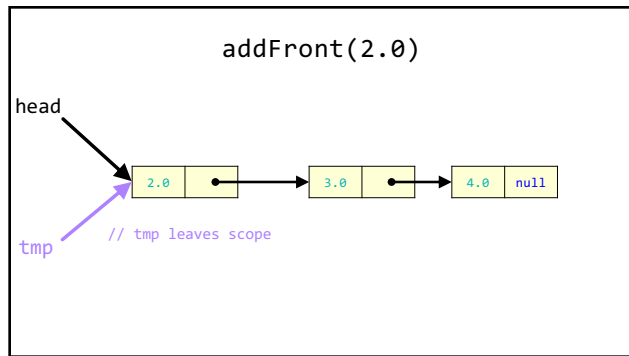 addFront(2.0)
head
2.0 3.0 4.0 null
tmp // tmp leaves scope